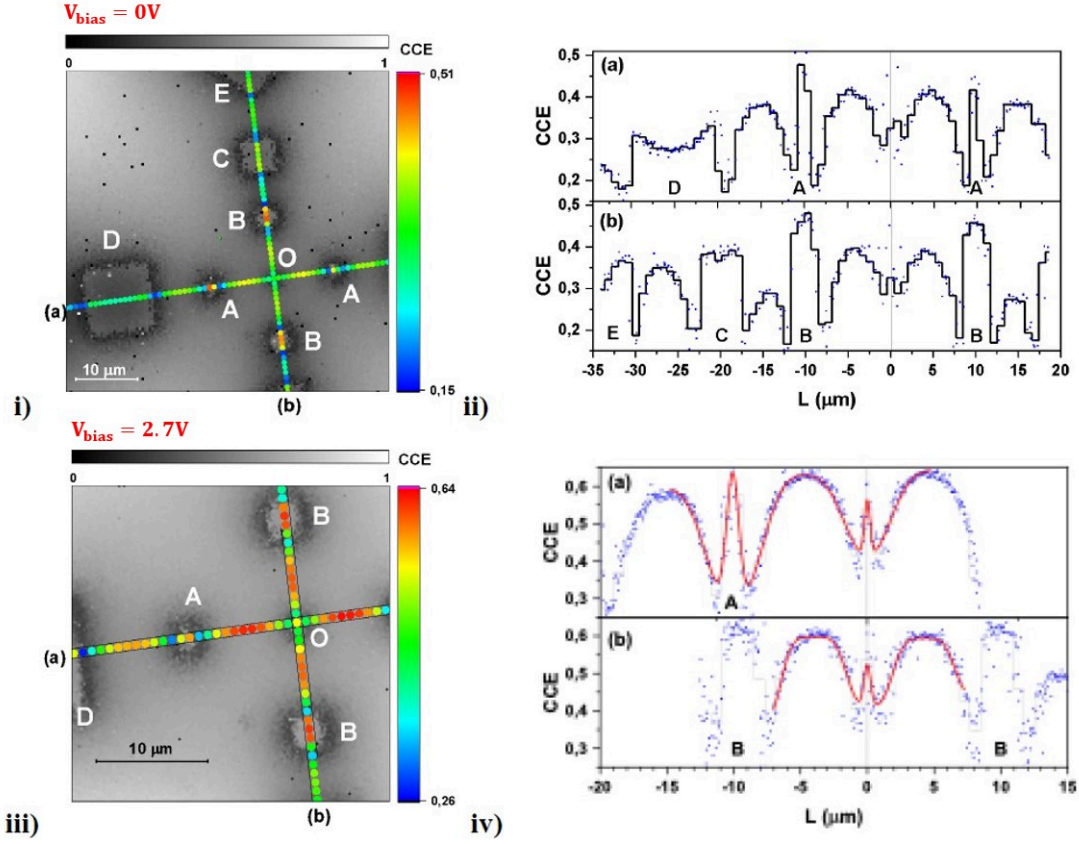 V_bias = 0V
0 1
CCE
0,51
0,15
E
C
B
D
O
A A
B
(a)
10 µm
(b)
i)
(a)
0,5
0,4
0,3
0,2
CCE
D A A
(b)
0,5
0,4
0,3
0,2
CCE
E C B B
-35 -30 -25 -20 -15 -10 -5 0 5 10 15 20
L (µm)
ii)
V_bias = 2.7V
0 1
CCE
0,64
0,26
B
A
O
(a)
D
B
10 µm
(b)
iii)
(a)
0,6
0,5
0,4
0,3
CCE
A
(b)
0,6
0,5
0,4
0,3
CCE
B B
-20 -15 -10 -5 0 5 10 15
L (µm)
iv)